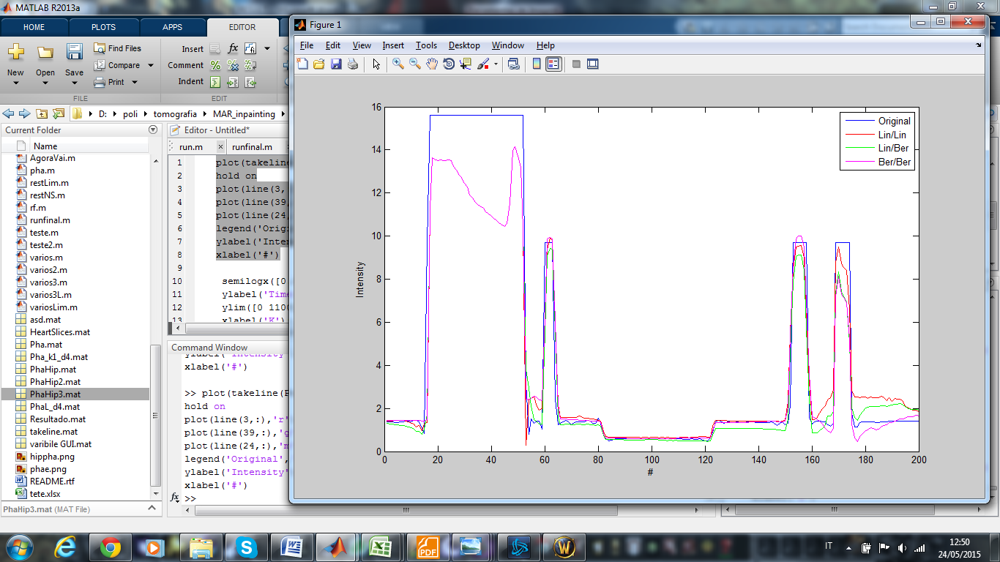 MATLAB R2013a
HOME PLOTS APPS EDITOR
New Open Save
Find Files
Compare
Print
FILE
Insert fx
Comment
Indent
EDIT
D: poli tomografia MAR_inpainting
Current Folder
Name
AgoraVai.m
pha.m
restLim.m
restNS.m
rf.m
runfinal.m
teste.m
teste2.m
varios.m
varios2.m
varios3.m
varios3L.m
variosLim.m
asd.mat
HeartSlices.mat
Pha.mat
Pha_k1_d4.mat
PhaHip.mat
PhaHip2.mat
PhaHip3.mat
PhaL_d4.mat
Resultado.mat
takeline.mat
varibile GUI.mat
hippha.png
phae.png
README.rtf
tete.xlsx
PhaHip3.mat (MAT File)
Editor - Untitled*
run.m × runfinal.m
1 plot(takeline
2 hold on
3 plot(line(3,
4 plot(line(39,
5 plot(line(24,
6 legend('Orig
7 ylabel('Inten
8 xlabel('#')
9
10 semilogx([0
11 ylabel('Time
12 ylim([0 1100
13 xlabel('K')
Command Window
ylabel('Intensity'
xlabel('#')
>> plot(takeline(P
hold on
plot(line(3,:),'r'
plot(line(39,:),'g
plot(line(24,:),'m
legend('Original',
ylabel('Intensity'
xlabel('#')
fx >>
Figure 1
File Edit View Insert Tools Desktop Window Help
16
14
12
10
8
6
4
2
0
Intensity
0 20 40 60 80 100 120 140 160 180 200
#
Original
Lin/Lin
Lin/Ber
Ber/Ber
PDF
IT
12:50
24/05/2015